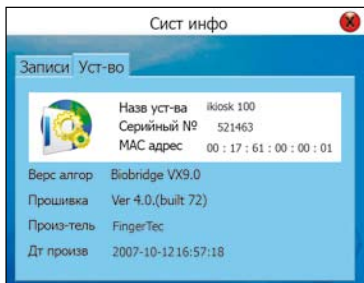 Сист инфо
Записи Уст-во
Назв уст-ва ikiosk 100
Серийный № 521463
МАС адрес 00 : 17 : 61 : 00 : 00 : 01
Верс алгор Biobridge VX9.0
Прошивка Ver 4.0.(built 72)
Произ-тель FingerTec
Дт произв 2007-10-12 16:57:18